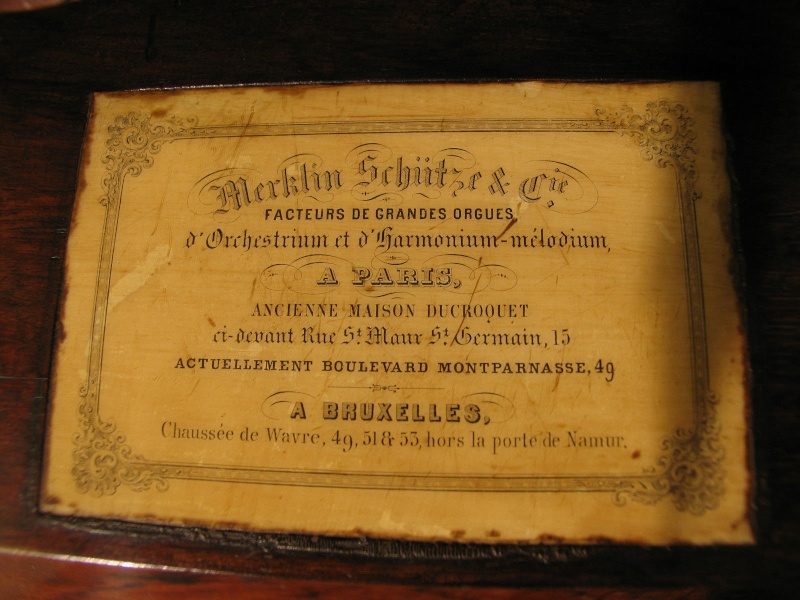 Merklin Schütze & Cie
FACTEURS DE GRANDES ORGUES,
d'Orchestrium et d'Harmonium-mélodium,
A PARIS,
ANCIENNE MAISON DUCROQUET
ci-devant Rue St. Maur St. Germain, 15
ACTUELLEMENT BOULEVARD MONTPARNASSE, 49
A BRUXELLES,
Chaussée de Wavre, 49, 51 & 53, hors la porte de Namur.